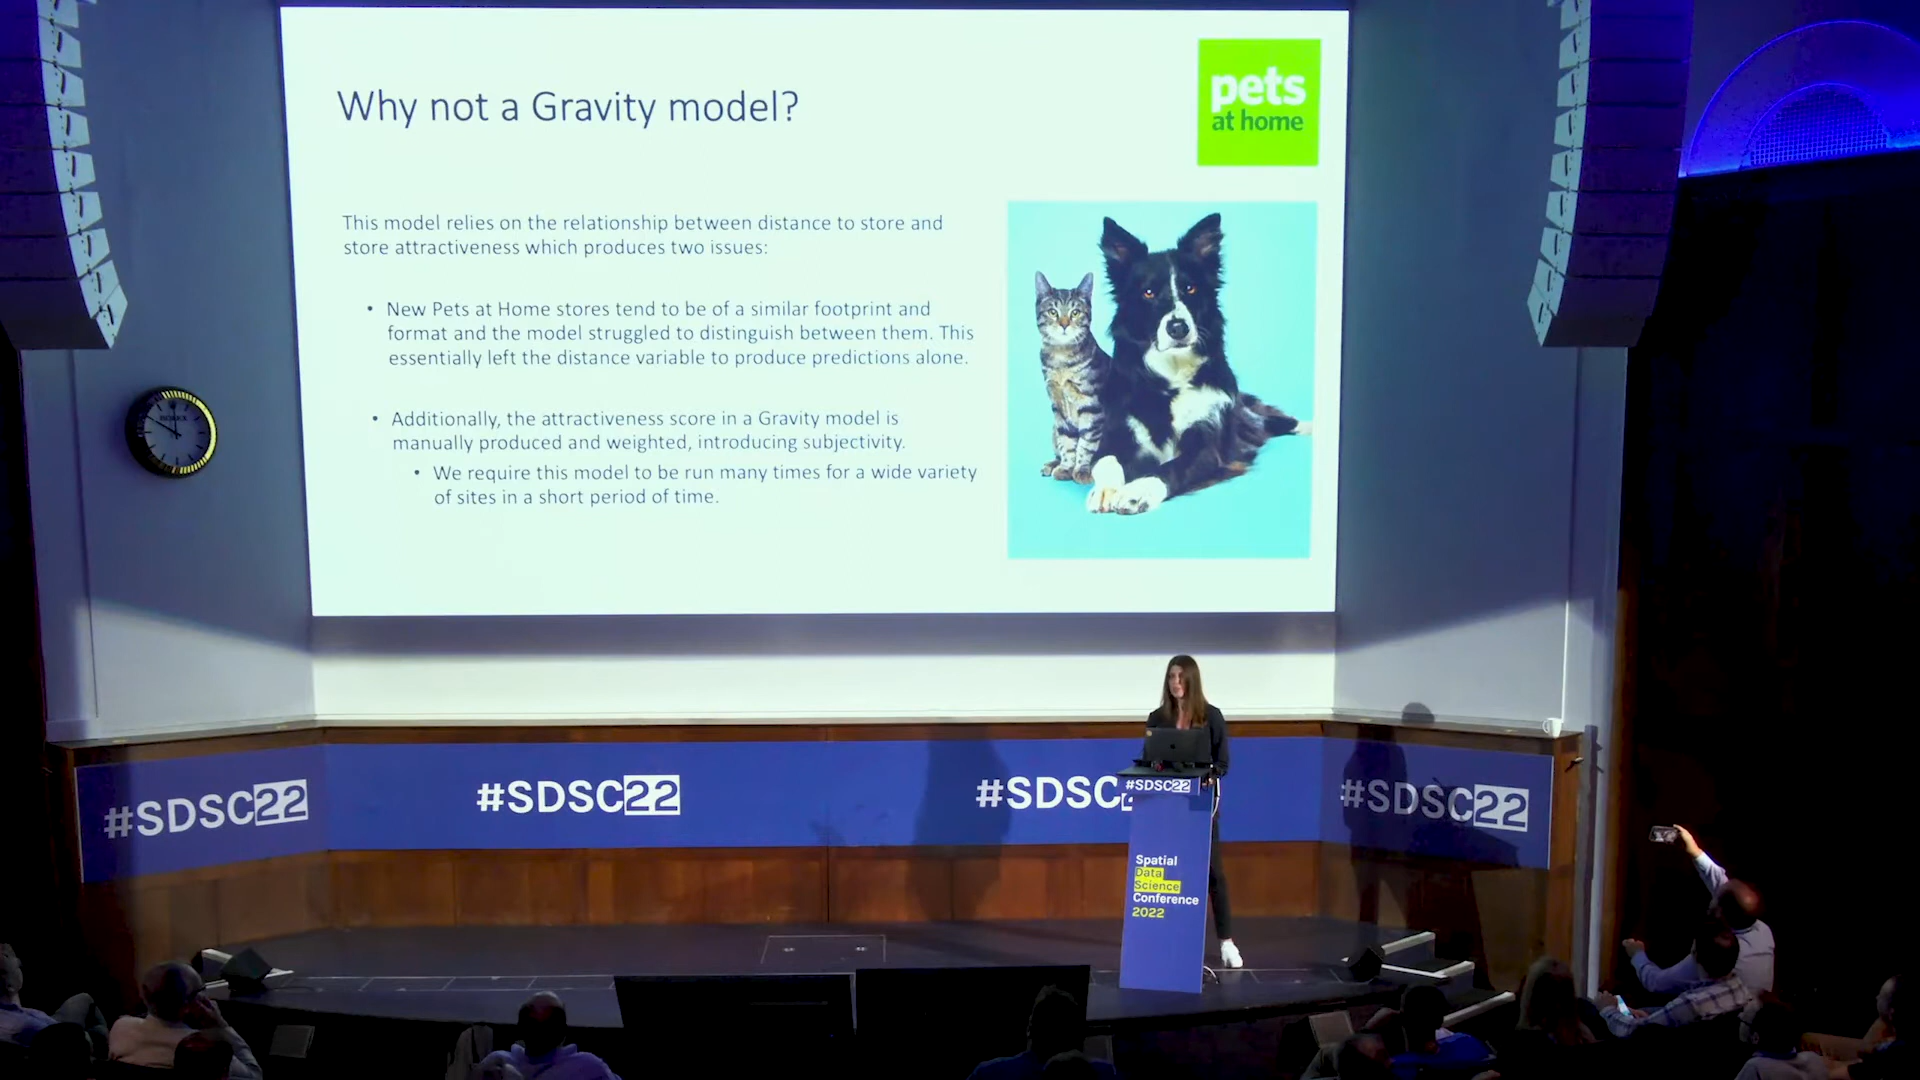 Why not a Gravity model?
pets
at home
This model relies on the relationship between distance to store and
store attractiveness which produces two issues:
• New Pets at Home stores tend to be of a similar footprint and
format and the model struggled to distinguish between them. This
essentially left the distance variable to produce predictions alone.
• Additionally, the attractiveness score in a Gravity model is
manually produced and weighted, introducing subjectivity.
• We require this model to be run many times for a wide variety
of sites in a short period of time.
ROLEX
#SDSC22
#SDSC22
#SDSC2
#SDSC22
#SDSC22
Spatial
Data
Science
Conference
2022